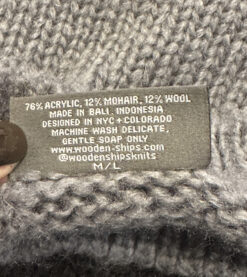 76% ACRYLIC, 12% MOHAIR, 12% WOOL
MADE IN BALI, INDONESIA
DESIGNED IN NYC + COLORADO
MACHINE WASH DELICATE,
GENTLE SOAP ONLY
www.wooden-ships.com
@woodenshipsknits
M/L